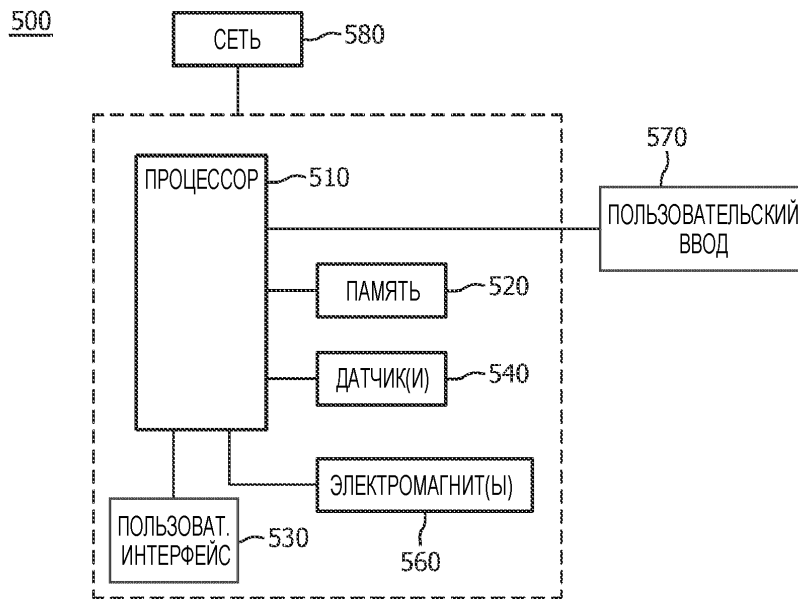 500
СЕТЬ
580
ПРОЦЕССОР
510
570
ПОЛЬЗОВАТЕЛЬСКИЙ
ВВОД
ПАМЯТЬ
520
ДАТЧИК(И)
540
ЭЛЕКТРОМАГНИТ(Ы)
560
ПОЛЬЗОВАТ.
ИНТЕРФЕЙС
530